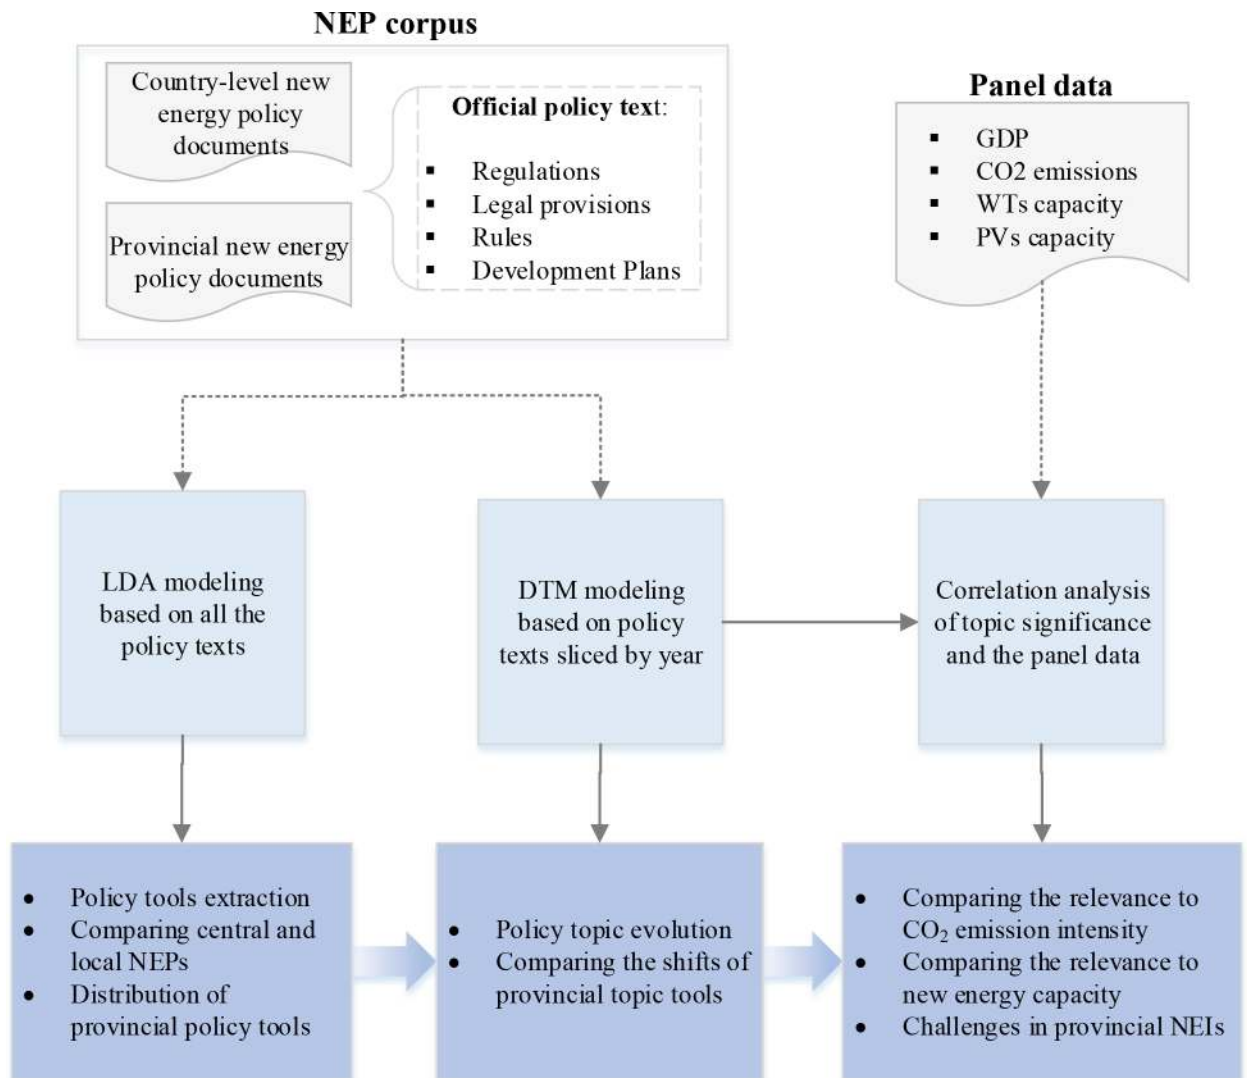 NEP corpus
Country-level new
energy policy
documents
Provincial new energy
policy documents
Official policy text:
▪ Regulations
▪ Legal provisions
▪ Rules
▪ Development Plans
Panel data
▪ GDP
▪ CO2 emissions
▪ WTs capacity
▪ PVs capacity
LDA modeling
based on all the
policy texts
DTM modeling
based on policy
texts sliced by year
Correlation analysis
of topic significance
and the panel data
• Policy tools extraction
• Comparing central and
local NEPs
• Distribution of
provincial policy tools
• Policy topic evolution
• Comparing the shifts of
provincial topic tools
• Comparing the relevance to
CO₂ emission intensity
• Comparing the relevance to
new energy capacity
• Challenges in provincial NEIs